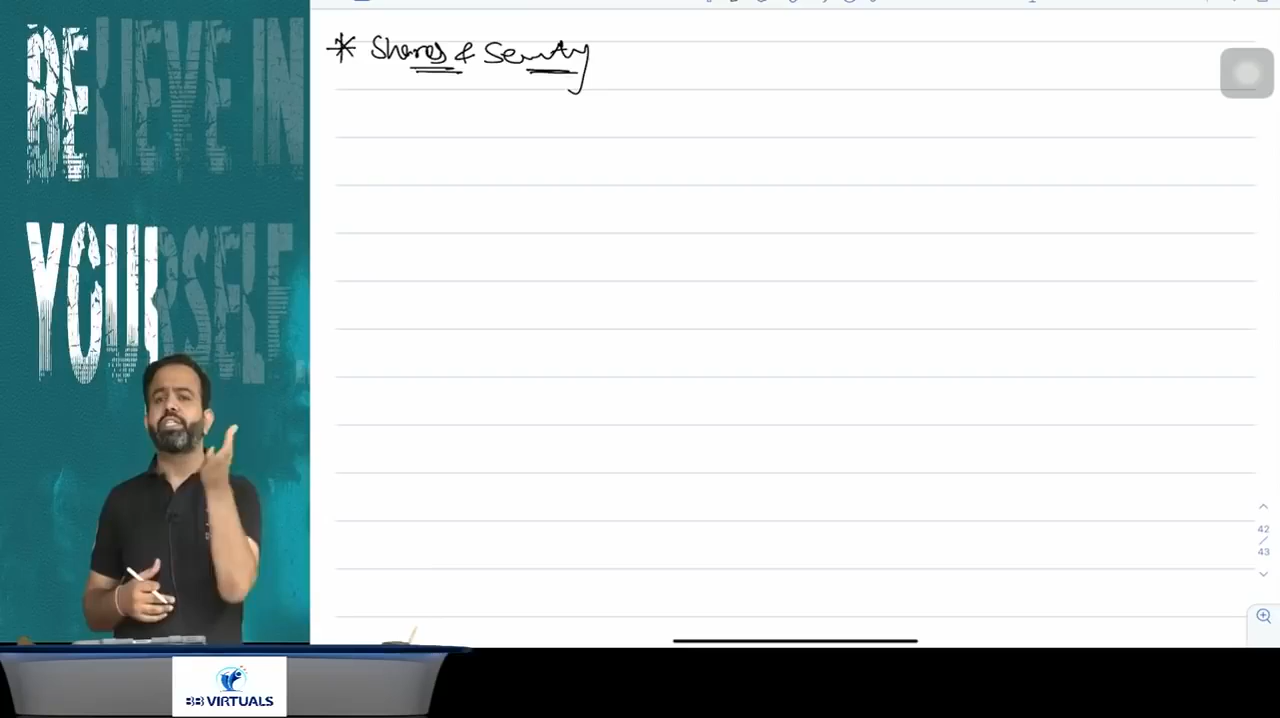 BELIEVE IN
YOURSELF
* Shares & Security
42
43
BB VIRTUALS